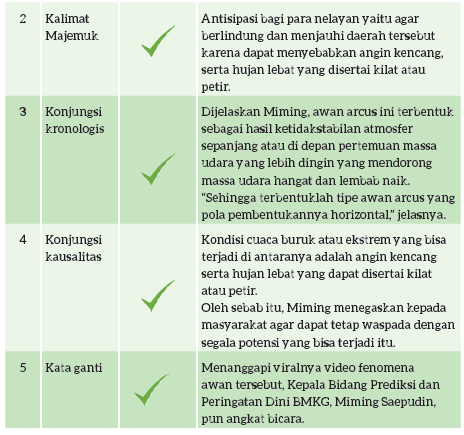 2 Kalimat Majemuk Antisipasi bagi para nelayan yaitu agar
berlindung dan menjauhi daerah tersebut
karena dapat menyebabkan angin kencang,
serta hujan lebat yang disertai kilat atau
petir.
3 Konjungsi kronologis Dijelaskan Miming, awan arcus ini terbentuk
sebagai hasil ketidakstabilan atmosfer
sepanjang atau di depan pertemuan massa
udara yang lebih dingin yang mendorong
massa udara hangat dan lembab naik.
“Sehingga terbentuklah tipe awan arcus yang
pola pembentukannya horizontal,” jelasnya.
4 Konjungsi kausalitas Kondisi cuaca buruk atau ekstrem yang bisa
terjadi di antaranya adalah angin kencang
serta hujan lebat yang dapat disertai kilat
atau petir.
Oleh sebab itu, Miming menegaskan kepada
masyarakat agar dapat tetap waspada dengan
segala potensi yang bisa terjadi itu.
5 Kata ganti Menanggapi viralnya video fenomena
awan tersebut, Kepala Bidang Prediksi dan
Peringatan Dini BMKG, Miming Saepudin,
pun angkat bicara.